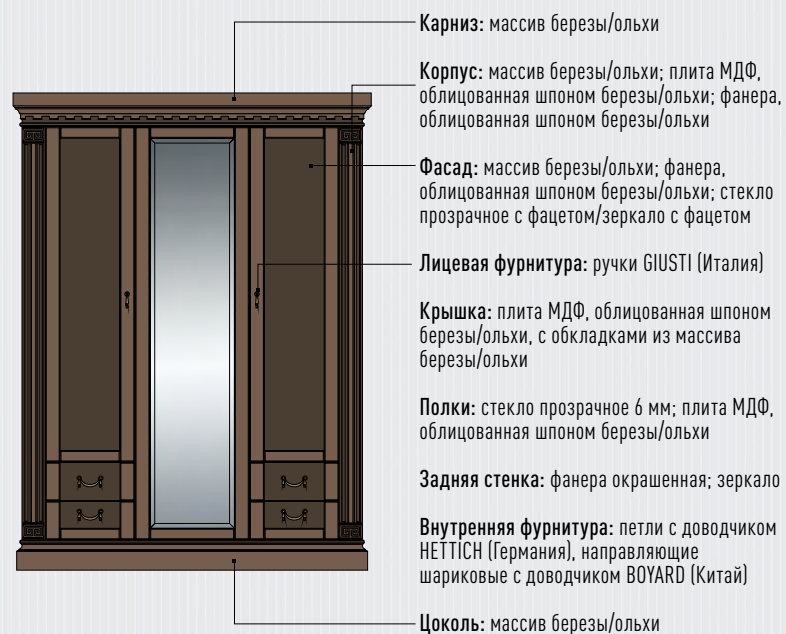 Карниз: массив березы/ольхи
Корпус: массив березы/ольхи; плита МДФ,
облицованная шпоном березы/ольхи; фанера,
облицованная шпоном березы/ольхи
Фасад: массив березы/ольхи; фанера,
облицованная шпоном березы/ольхи; стекло
прозрачное с фацетом/зеркало с фацетом
Лицевая фурнитура: ручки GIUSTI (Италия)
Крышка: плита МДФ, облицованная шпоном
березы/ольхи, с обкладками из массива
березы/ольхи
Полки: стекло прозрачное 6 мм; плита МДФ,
облицованная шпоном березы/ольхи
Задняя стенка: фанера окрашенная; зеркало
Внутренняя фурнитура: петли с доводчиком
HETTICH (Германия), направляющие
шариковые с доводчиком BOYARD (Китай)
Цоколь: массив березы/ольхи